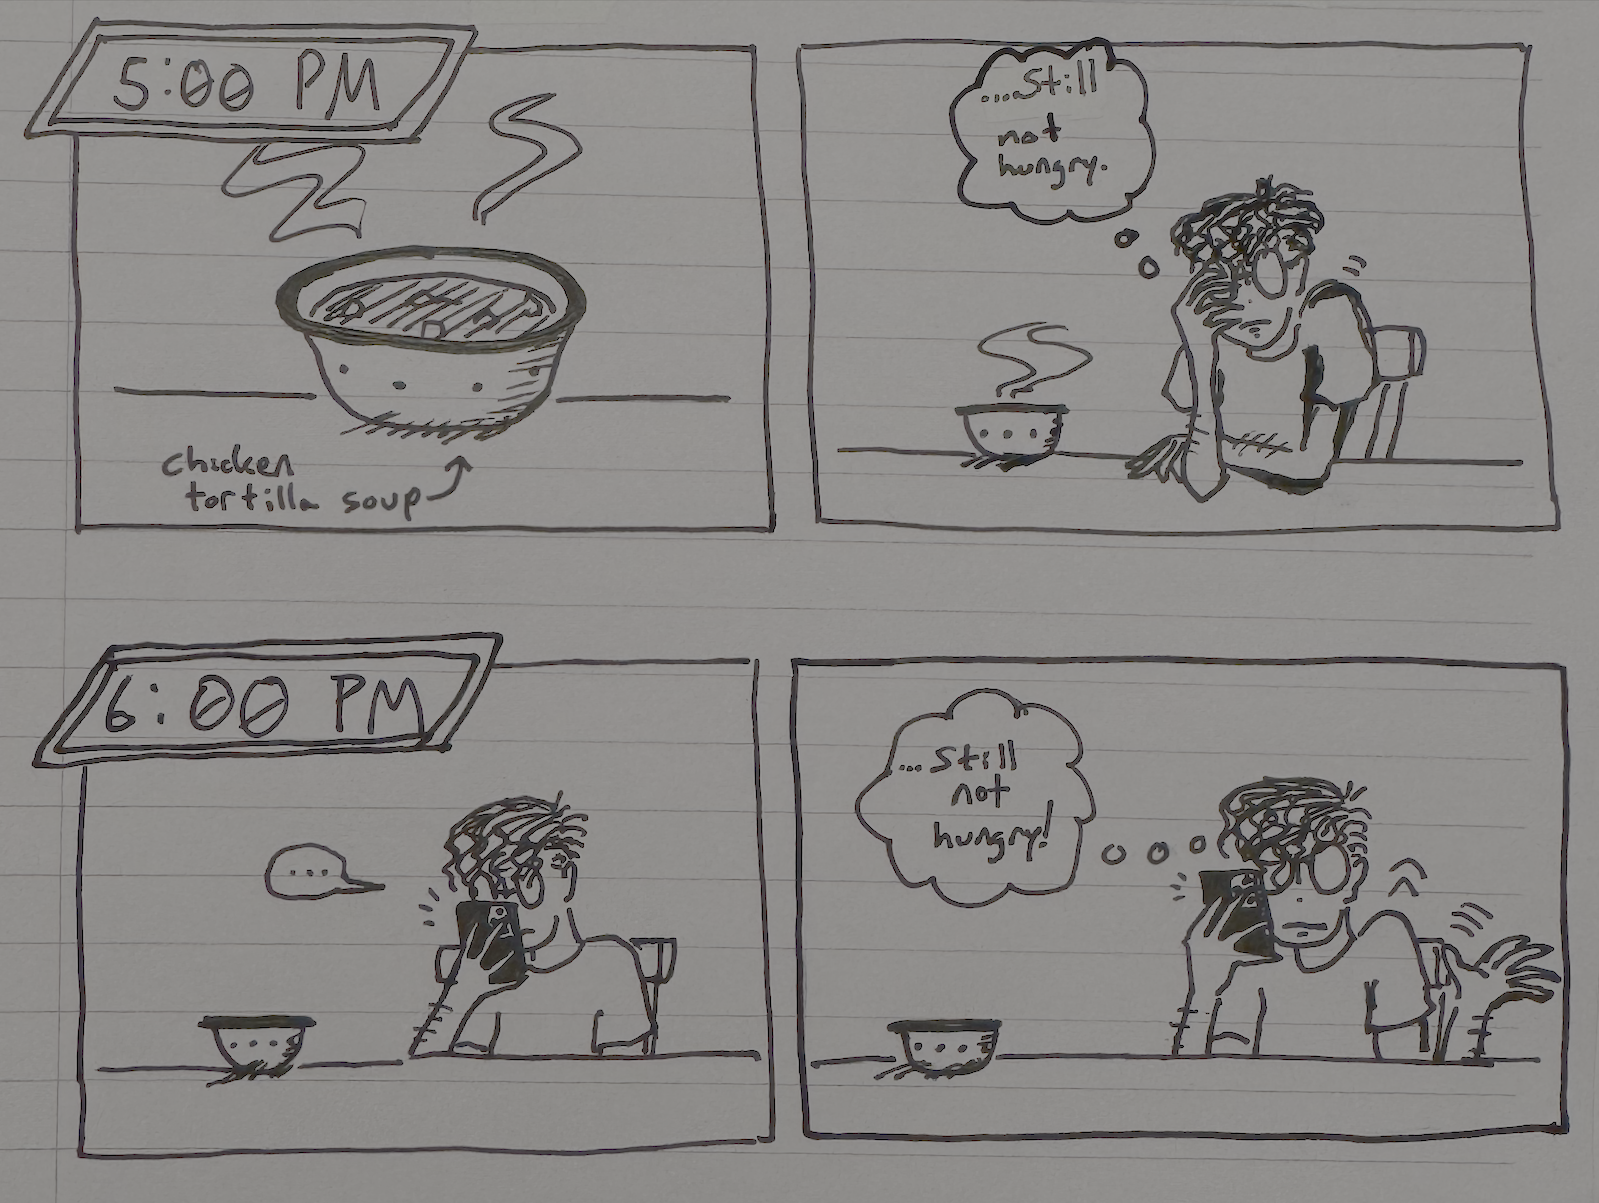 5:00 PM
chicken
tortilla soup
...Still
not
hungry.
6:00 PM
...
...Still
not
hungry!